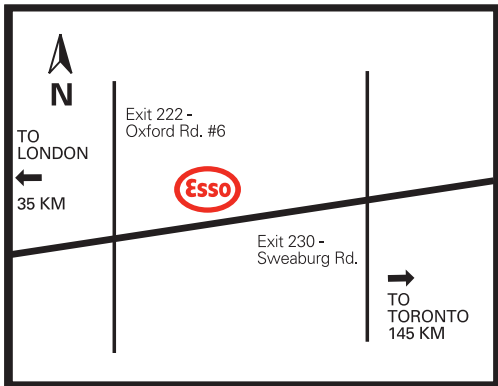 N
Exit 222 -
Oxford Rd. #6
TO
LONDON
35 KM
Esso
Exit 230 -
Sweaburg Rd.
TO
TORONTO
145 KM